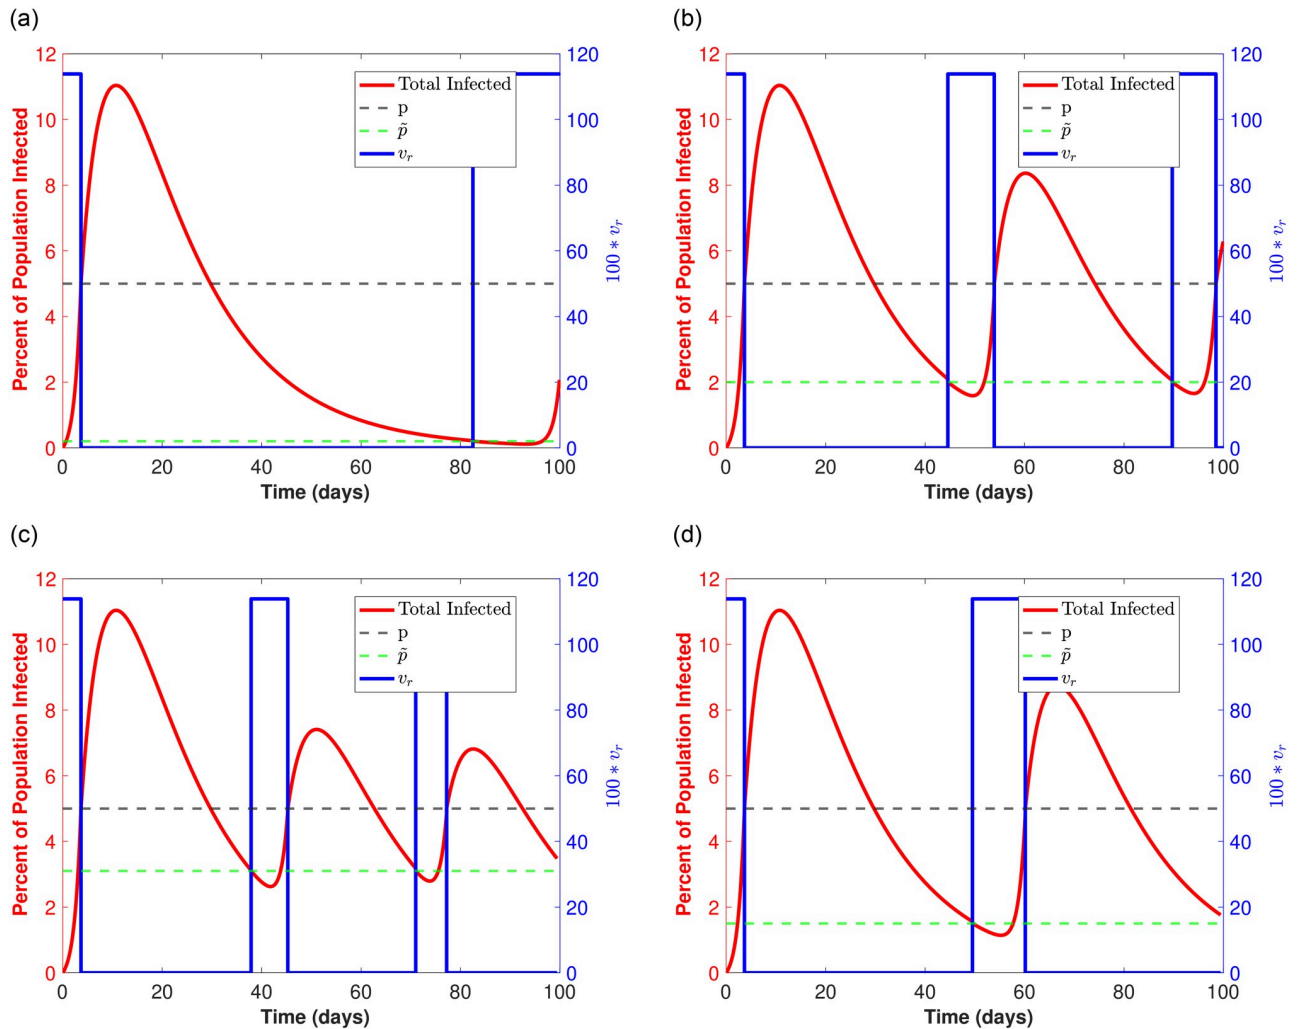 (a)
12
10
8
6
4
2
0
Percent of Population Infected
120
100
80
60
40
20
0
100 * v_r
Total Infected
p
p̃
v_r
0 20 40 60 80 100
Time (days)
(b)
12
10
8
6
4
2
0
Percent of Population Infected
120
100
80
60
40
20
0
100 * v_r
Total Infected
p
p̃
v_r
0 20 40 60 80 100
Time (days)
(c)
12
10
8
6
4
2
0
Percent of Population Infected
120
100
80
60
40
20
0
100 * v_r
Total Infected
p
p̃
v_r
0 20 40 60 80 100
Time (days)
(d)
12
10
8
6
4
2
0
Percent of Population Infected
120
100
80
60
40
20
0
100 * v_r
Total Infected
p
p̃
v_r
0 20 40 60 80 100
Time (days)